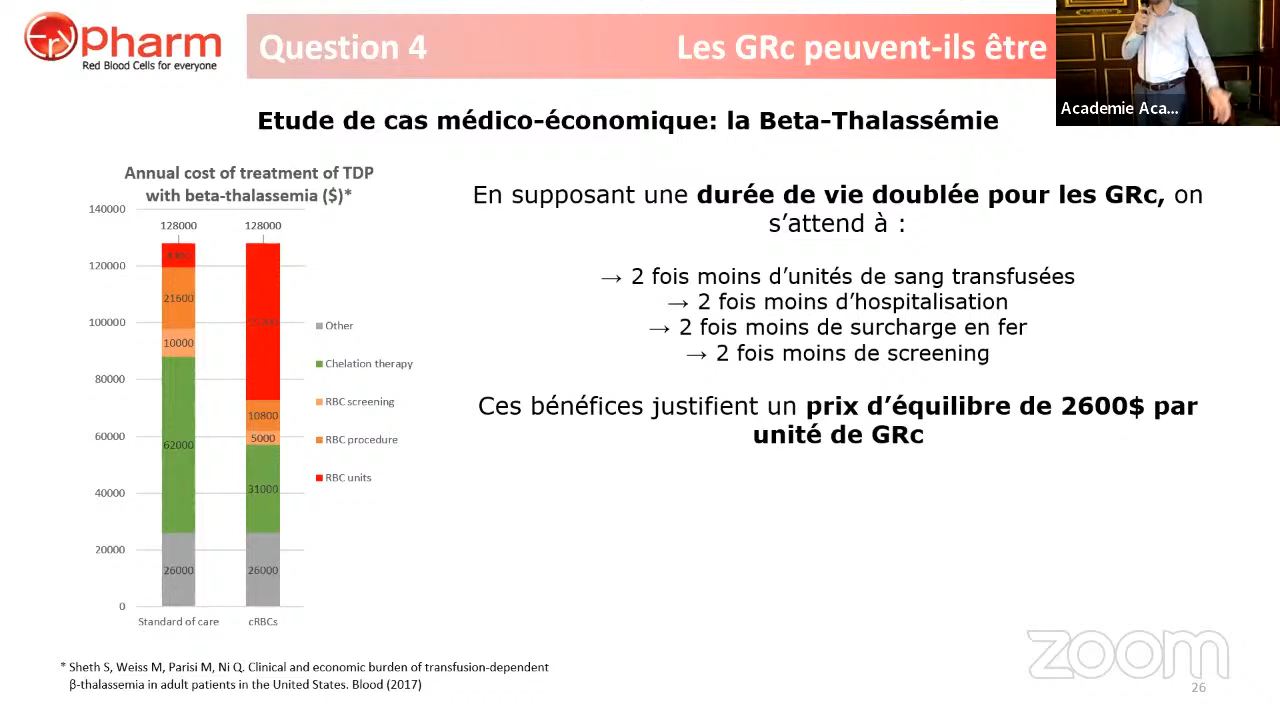 EryPharm
Red Blood Cells for everyone
Question 4
Les GRc peuvent-ils être
Academie Aca...
Etude de cas médico-économique: la Beta-Thalassémie
Annual cost of treatment of TDP
with beta-thalassemia ($)*
140000
120000
100000
80000
60000
40000
20000
0
128000
128000
21600
10000
62000
26000
10800
5000
31000
26000
Standard of care
cRBCs
Other
Chelation therapy
RBC screening
RBC procedure
RBC units
En supposant une durée de vie doublée pour les GRc, on
s'attend à :
→ 2 fois moins d'unités de sang transfusées
→ 2 fois moins d'hospitalisation
→ 2 fois moins de surcharge en fer
→ 2 fois moins de screening
Ces bénéfices justifient un prix d'équilibre de 2600$ par
unité de GRc
* Sheth S, Weiss M, Parisi M, Ni Q. Clinical and economic burden of transfusion-dependent
β-thalassemia in adult patients in the United States. Blood (2017)
zoom
26